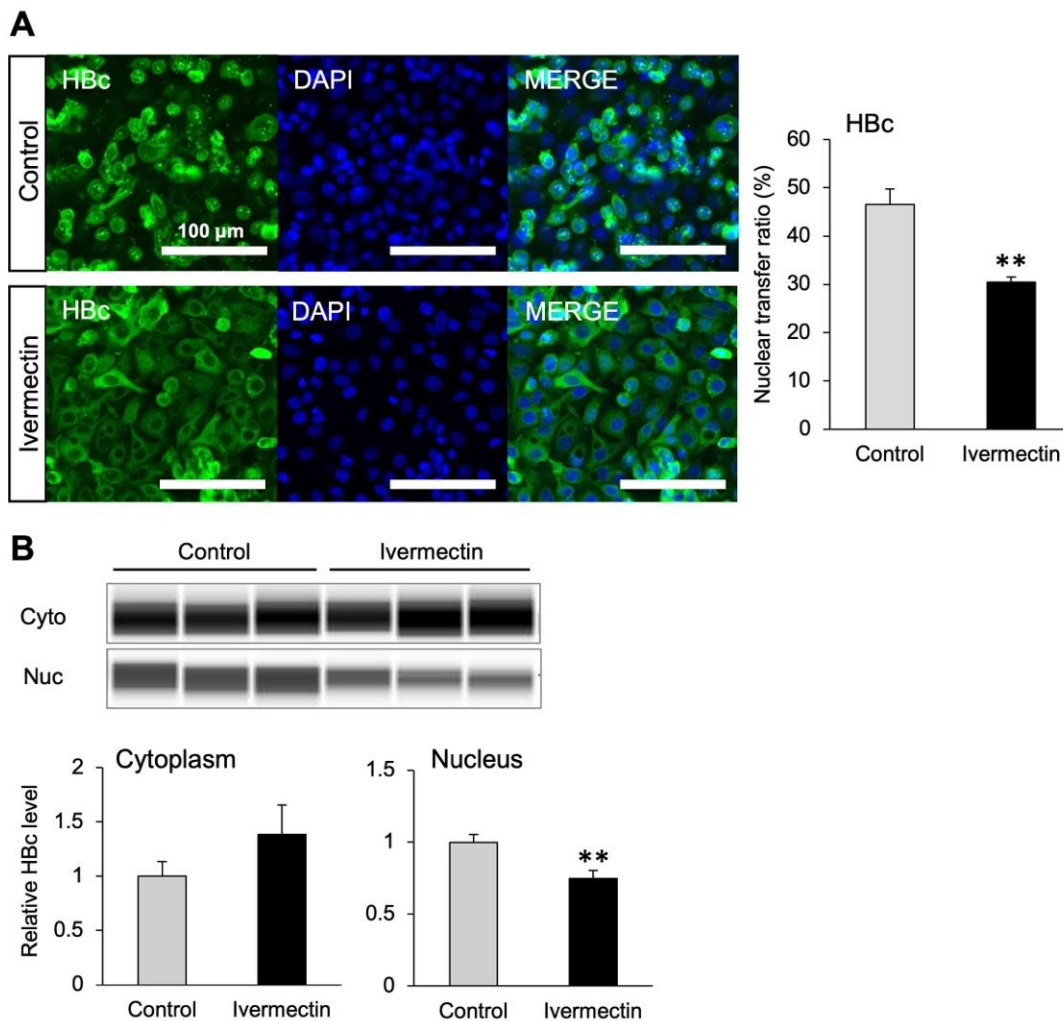 A
Control
HBc
DAPI
MERGE
100 µm
Ivermectin
HBc
DAPI
MERGE
HBc
Nuclear transfer ratio (%)
60
50
40
30
20
10
0
**
Control
Ivermectin
B
Control
Ivermectin
Cyto
Nuc
Cytoplasm
Relative HBc level
2
1.5
1
0.5
0
Control
Ivermectin
Nucleus
1.5
1
0.5
0
**
Control
Ivermectin